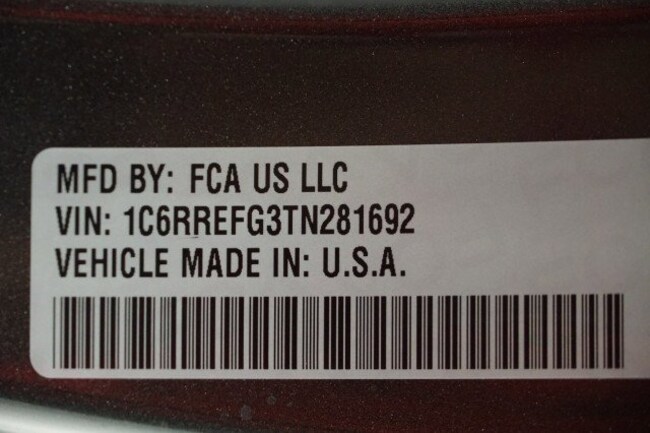 MFD BY: FCA US LLC
VIN: 1C6RREFG3TN281692
VEHICLE MADE IN: U.S.A.